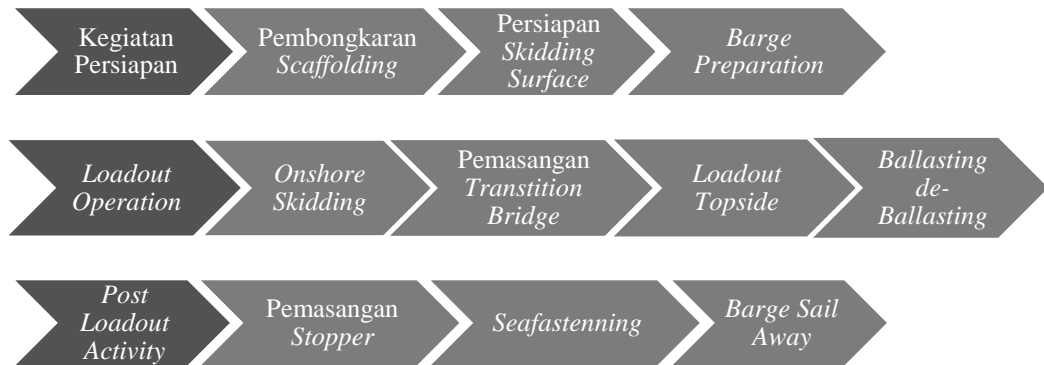 Kegiatan
Persiapan
Pembongkaran
Scaffolding
Persiapan
Skidding
Surface
Barge
Preparation
Loadout
Operation
Onshore
Skidding
Pemasangan
Transtition
Bridge
Loadout
Topside
Ballasting
de-
Ballasting
Post
Loadout
Activity
Pemasangan
Stopper
Seafastenning
Barge Sail
Away